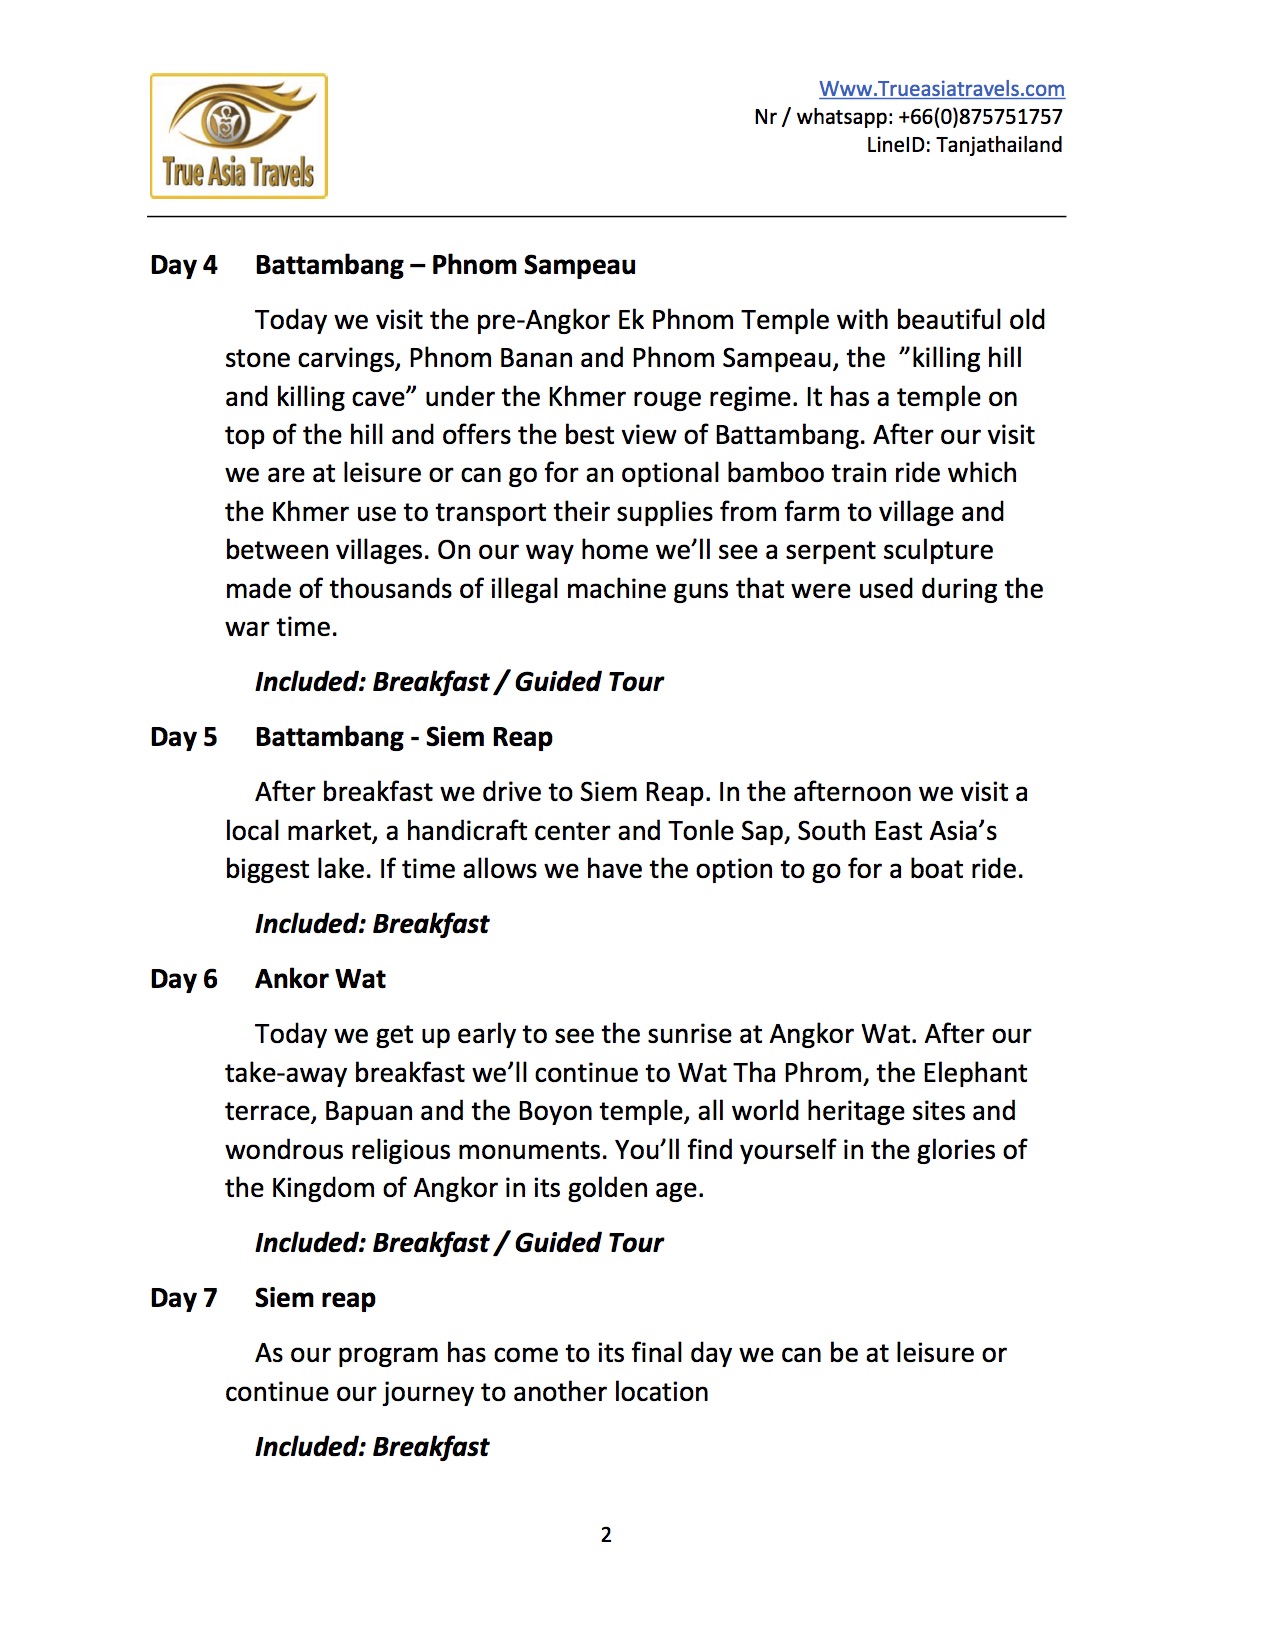 True Asia Travels
Www.Trueasiatravels.com
Nr / whatsapp: +66(0)875751757
LineID: Tanjathailand
Day 4 Battambang – Phnom Sampeau
Today we visit the pre-Angkor Ek Phnom Temple with beautiful old
stone carvings, Phnom Banan and Phnom Sampeau, the ”killing hill
and killing cave” under the Khmer rouge regime. It has a temple on
top of the hill and offers the best view of Battambang. After our visit
we are at leisure or can go for an optional bamboo train ride which
the Khmer use to transport their supplies from farm to village and
between villages. On our way home we’ll see a serpent sculpture
made of thousands of illegal machine guns that were used during the
war time.
Included: Breakfast / Guided Tour
Day 5 Battambang - Siem Reap
After breakfast we drive to Siem Reap. In the afternoon we visit a
local market, a handicraft center and Tonle Sap, South East Asia’s
biggest lake. If time allows we have the option to go for a boat ride.
Included: Breakfast
Day 6 Ankor Wat
Today we get up early to see the sunrise at Angkor Wat. After our
take-away breakfast we’ll continue to Wat Tha Phrom, the Elephant
terrace, Bapuan and the Boyon temple, all world heritage sites and
wondrous religious monuments. You’ll find yourself in the glories of
the Kingdom of Angkor in its golden age.
Included: Breakfast / Guided Tour
Day 7 Siem reap
As our program has come to its final day we can be at leisure or
continue our journey to another location
Included: Breakfast
2